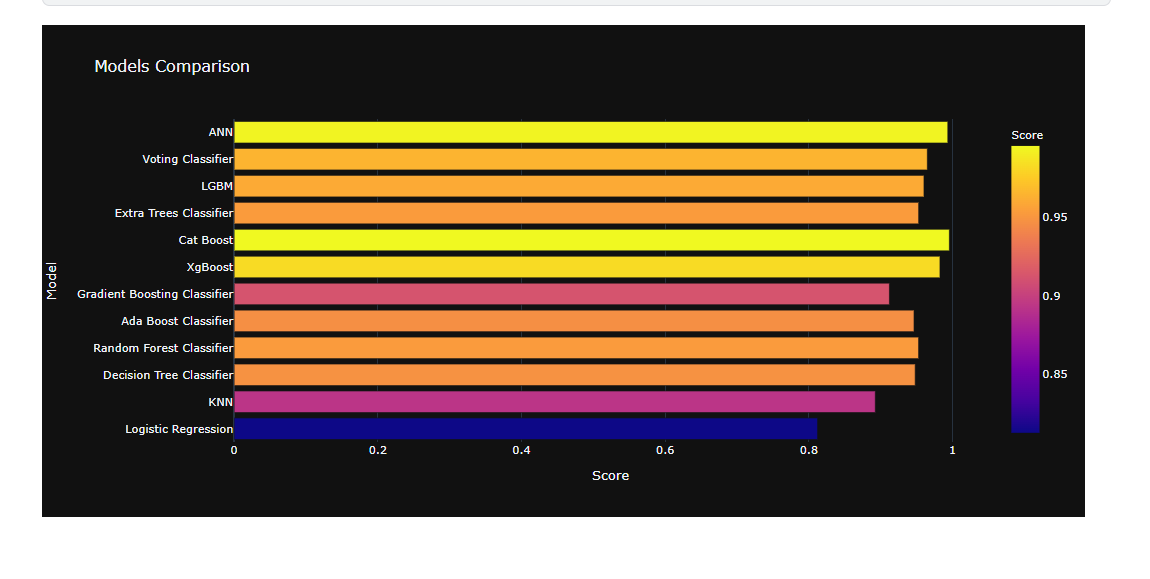 Models Comparison
ANN
Voting Classifier
LGBM
Extra Trees Classifier
Cat Boost
XgBoost
Gradient Boosting Classifier
Ada Boost Classifier
Random Forest Classifier
Decision Tree Classifier
KNN
Logistic Regression
Model
0 0.2 0.4 0.6 0.8 1
Score
Score
0.95
0.9
0.85